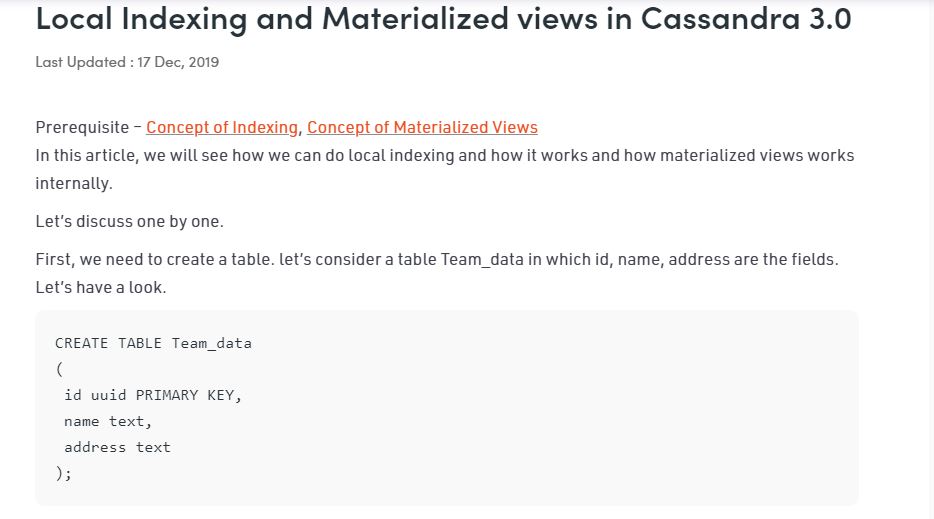 Local Indexing and Materialized views in Cassandra 3.0
Last Updated : 17 Dec, 2019
Prerequisite – Concept of Indexing, Concept of Materialized Views
In this article, we will see how we can do local indexing and how it works and how materialized views works
internally.
Let's discuss one by one.
First, we need to create a table. let's consider a table Team_data in which id, name, address are the fields.
Let's have a look.
CREATE TABLE Team_data
(
id uuid PRIMARY KEY,
name text,
address text
);